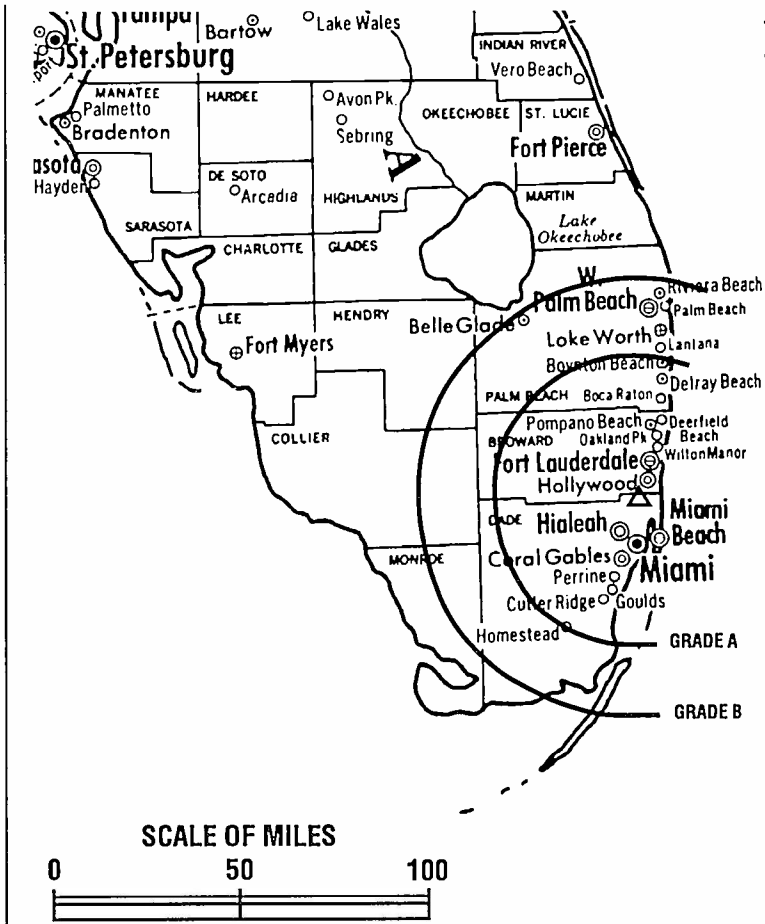 Tampa
Bartow
Lake Wales
St. Petersburg
port
INDIAN RIVER
Vero Beach
MANATEE
HARDEE
Avon Pk.
OKEECHOBEE
ST. LUCIE
Palmetto
Bradenton
Sebring
Fort Pierce
asota
Hayden
DE SOTO
Arcadia
HIGHLANDS
MARTIN
SARASOTA
Lake
Okeechobee
CHARLOTTE
GLADES
W.
Palm Beach
Riviera Beach
Palm Beach
LEE
HENDRY
Belle Glade
Fort Myers
Loke Worth
Lantana
Boynton Beach
Delray Beach
PALM BEACH
Boca Raton
Pompano Beach
Deerfield
Beach
COLLIER
BROWARD
Oakland Pk
Wilton Manor
Fort Lauderdale
Hollywood
DADE
Hialeah
Miami
Beach
MONROE
Coral Gables
Miami
Perrine
Cutler Ridge
Goulds
Homestead
GRADE A
GRADE B
SCALE OF MILES
0 50 100